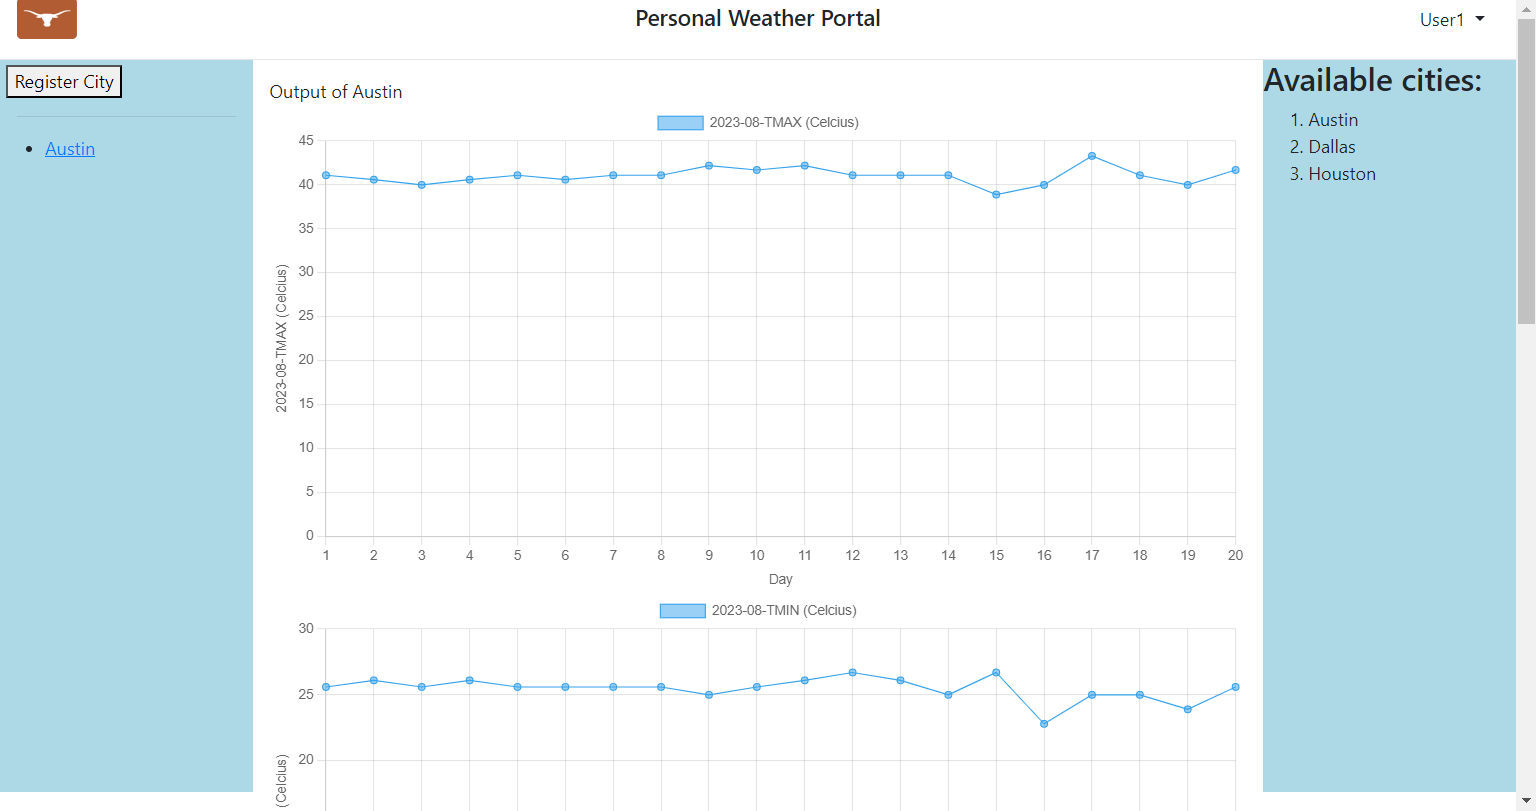 Personal Weather Portal
User1
Register City
Austin
Output of Austin
2023-08-TMAX (Celcius)
45
40
35
30
25
20
15
10
5
0
2023-08-TMAX (Celcius)
1 2 3 4 5 6 7 8 9 10 11 12 13 14 15 16 17 18 19 20
Day
2023-08-TMIN (Celcius)
30
25
20
(Celcius)
Available cities:
1. Austin
2. Dallas
3. Houston